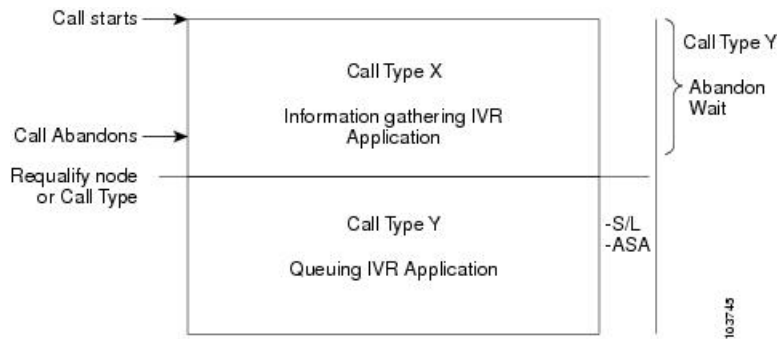 Call starts
Call Type X
Information gathering IVR
Application
Call Type Y
Abandon
Wait
Call Abandons
Requalify node
or Call Type
Call Type Y
Queuing IVR Application
-S/L
-ASA
103745